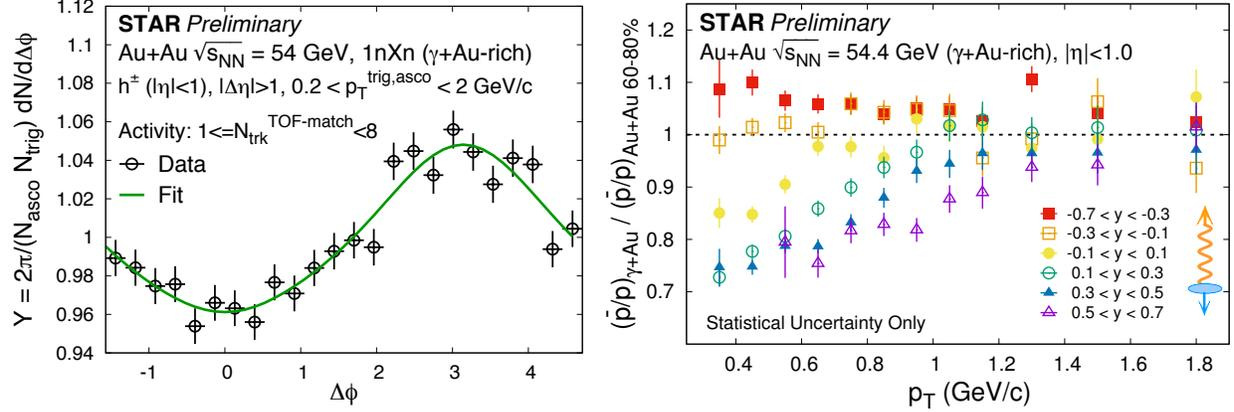 STAR Preliminary
Au+Au √sNN = 54 GeV, 1nXn (γ+Au-rich)
h± (|η|<1), |Δη|>1, 0.2 < pT^trig,asco < 2 GeV/c
Activity: 1<=Ntrk^TOF-match<8
Data
Fit
Y = 2π/(Nasco Ntrig) dN/dΔφ
1.12
1.1
1.08
1.06
1.04
1.02
1
0.98
0.96
0.94
-1 0 1 2 3 4
Δφ
STAR Preliminary
Au+Au √sNN = 54.4 GeV (γ+Au-rich), |η|<1.0
(p̄/p)γ+Au / (p̄/p)Au+Au 60-80%
1.2
1.1
1
0.9
0.8
0.7
-0.7 < y < -0.3
-0.3 < y < -0.1
-0.1 < y < 0.1
0.1 < y < 0.3
0.3 < y < 0.5
0.5 < y < 0.7
Statistical Uncertainty Only
0.4 0.6 0.8 1 1.2 1.4 1.6 1.8
pT (GeV/c)